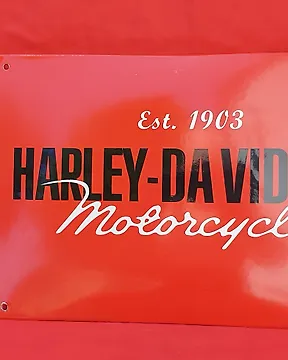 Est. 1903
HARLEY-DAVID
Motorcycl